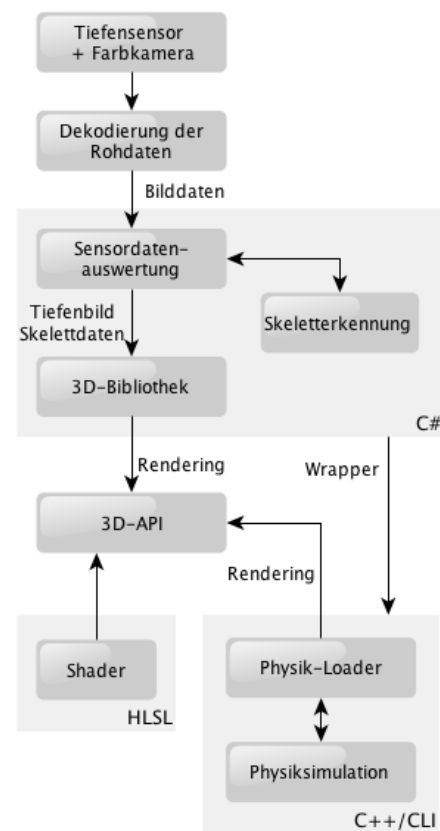 Tiefensensor
+ Farbkamera
Dekodierung der
Rohdaten
Bilddaten
Sensordaten-
auswertung
Skeletterkennung
Tiefenbild
Skelettdaten
3D-Bibliothek
C#
Rendering
Wrapper
3D-API
Rendering
Shader
HLSL
Physik-Loader
Physiksimulation
C++/CLI